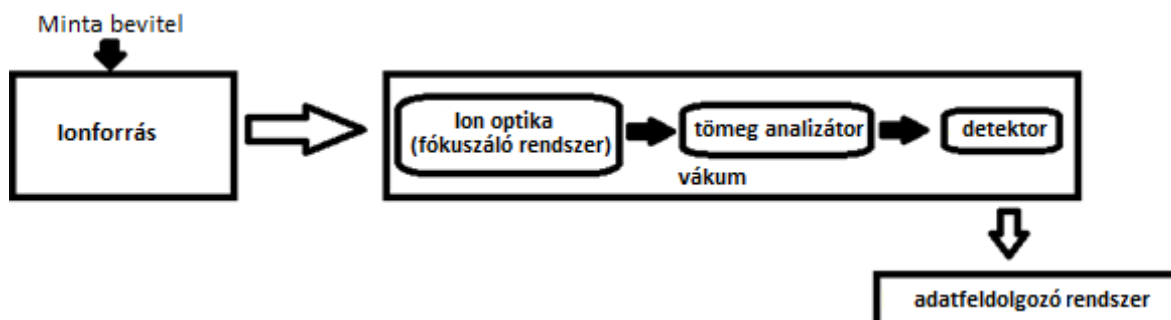 Minta bevitel
Ionforrás
Ion optika
(fókuszáló rendszer)
tömeg analizátor
detektor
vákum
adatfeldolgozó rendszer